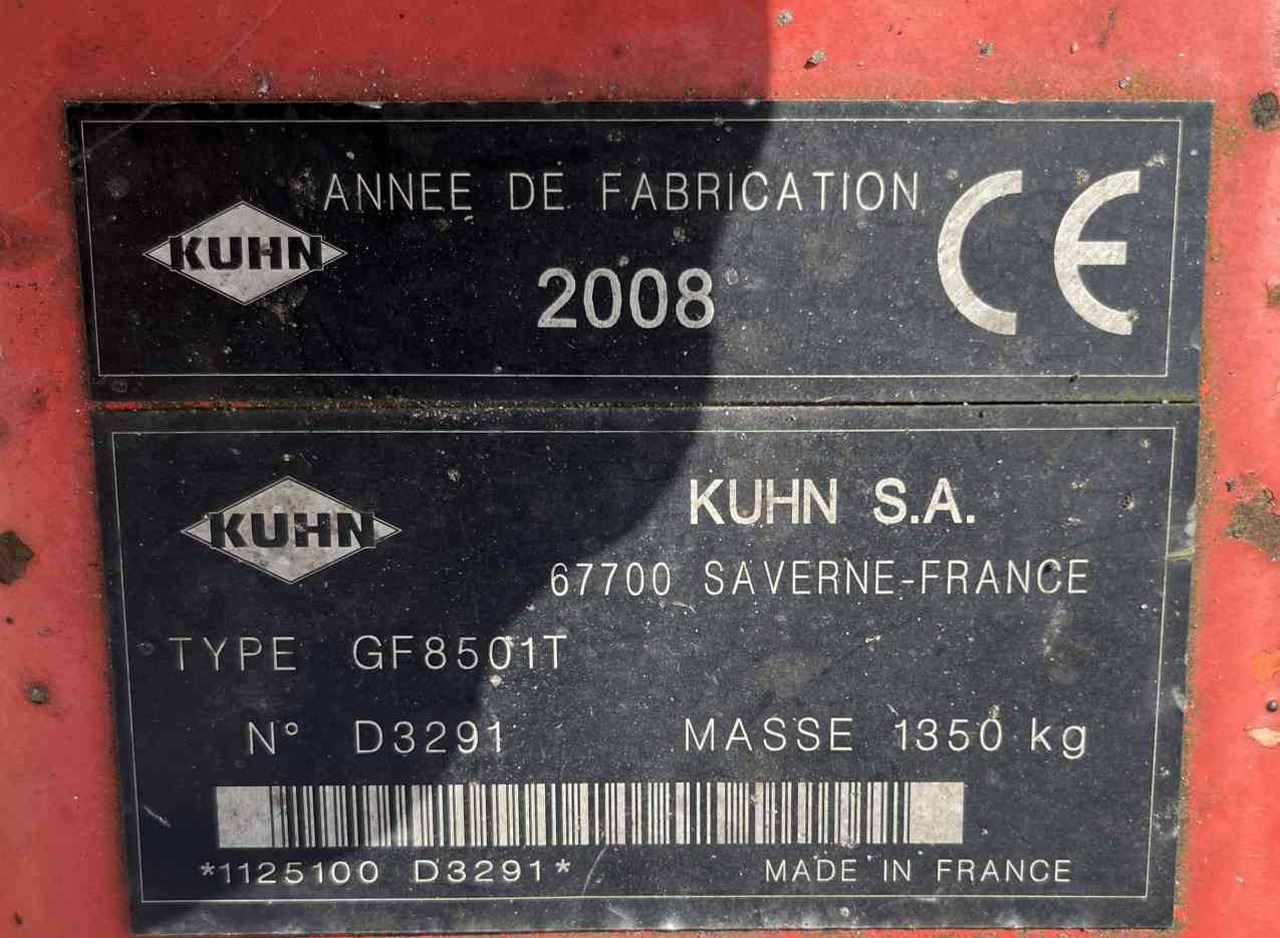 ANNEE DE FABRICATION
KUHN
2008
CE
KUHN S.A.
KUHN
67700 SAVERNE-FRANCE
TYPE GF8501T
N° D3291 MASSE 1350 kg
*1125100 D3291* MADE IN FRANCE